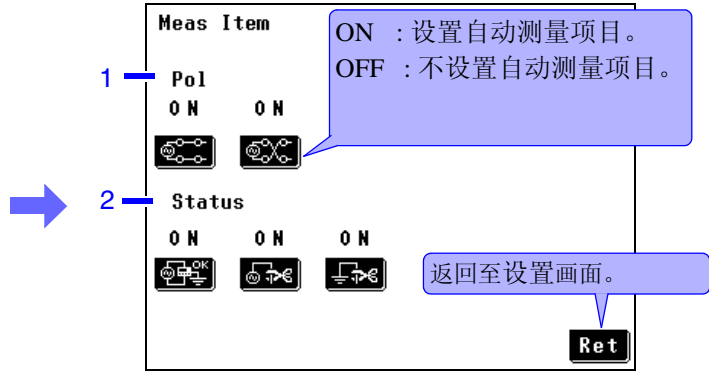 Meas Item
ON ：设置自动测量项目。
OFF ：不设置自动测量项目。
1
Pol
ON ON
2
Status
ON ON ON
OK
返回至设置画面。
Ret